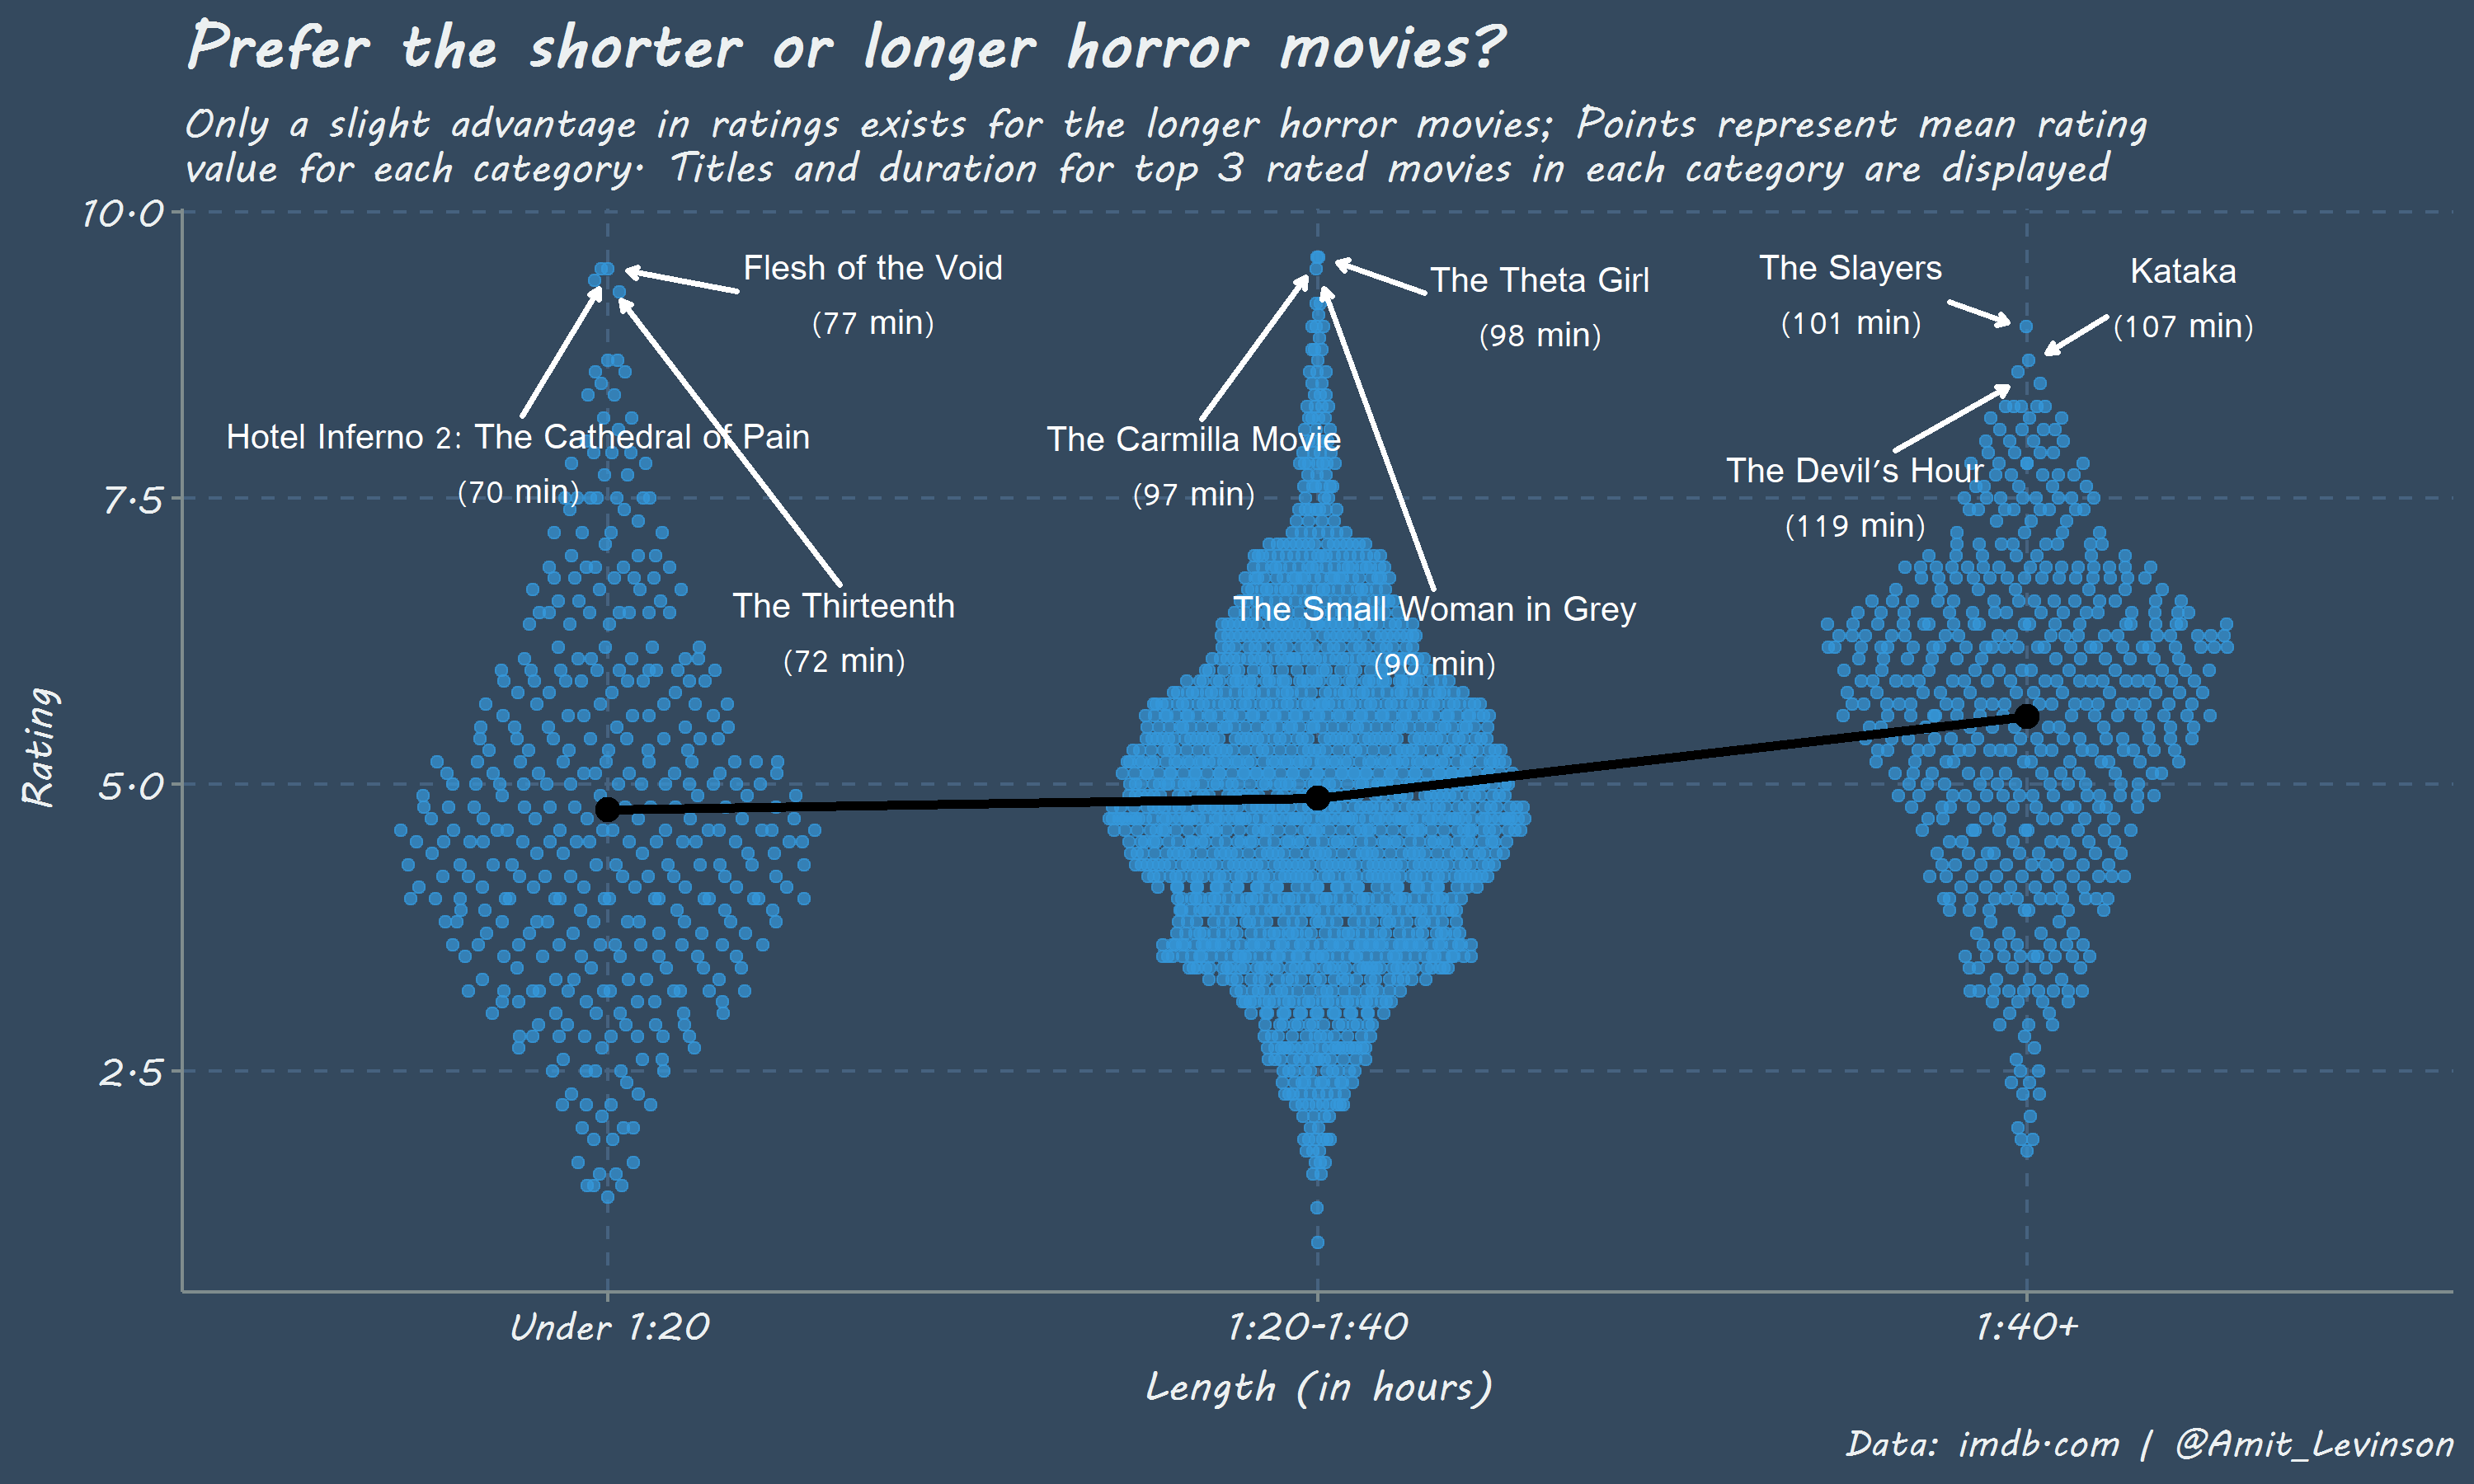 Prefer the shorter or longer horror movies?
Only a slight advantage in ratings exists for the longer horror movies; Points represent mean rating
value for each category. Titles and duration for top 3 rated movies in each category are displayed
10.0
7.5
5.0
2.5
Rating
Flesh of the Void
(77 min)
Hotel Inferno 2: The Cathedral of Pain
(70 min)
The Thirteenth
(72 min)
The Theta Girl
(98 min)
The Carmilla Movie
(97 min)
The Small Woman in Grey
(90 min)
The Slayers
(101 min)
Kataka
(107 min)
The Devil's Hour
(119 min)
Under 1:20
1:20-1:40
1:40+
Length (in hours)
Data: imdb.com | @Amit_Levinson